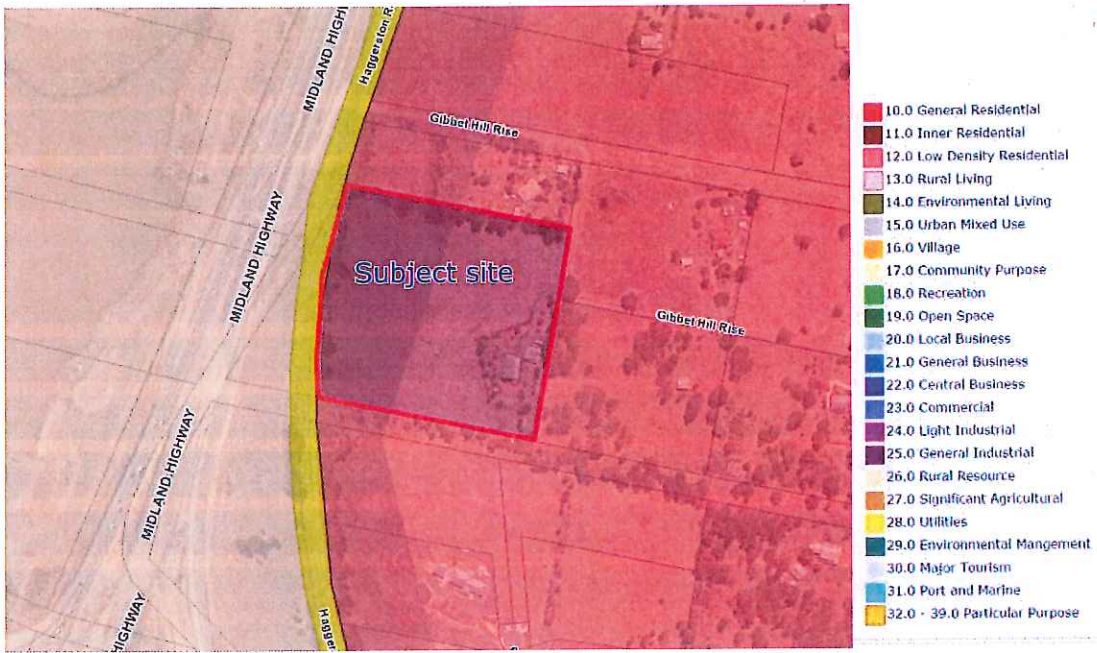 MIDLAND HIGHW
Haggerston R
Gibbet Hill Rise
MIDLAND HIGHWAY
Subject site
Gibbet Hill Rise
MIDLAND HIGHWAY
HIGHWAY
Hagger
10.0 General Residential
11.0 Inner Residential
12.0 Low Density Residential
13.0 Rural Living
14.0 Environmental Living
15.0 Urban Mixed Use
16.0 Village
17.0 Community Purpose
18.0 Recreation
19.0 Open Space
20.0 Local Business
21.0 General Business
22.0 Central Business
23.0 Commercial
24.0 Light Industrial
25.0 General Industrial
26.0 Rural Resource
27.0 Significant Agricultural
28.0 Utilities
29.0 Environmental Mangement
30.0 Major Tourism
31.0 Port and Marine
32.0 - 39.0 Particular Purpose